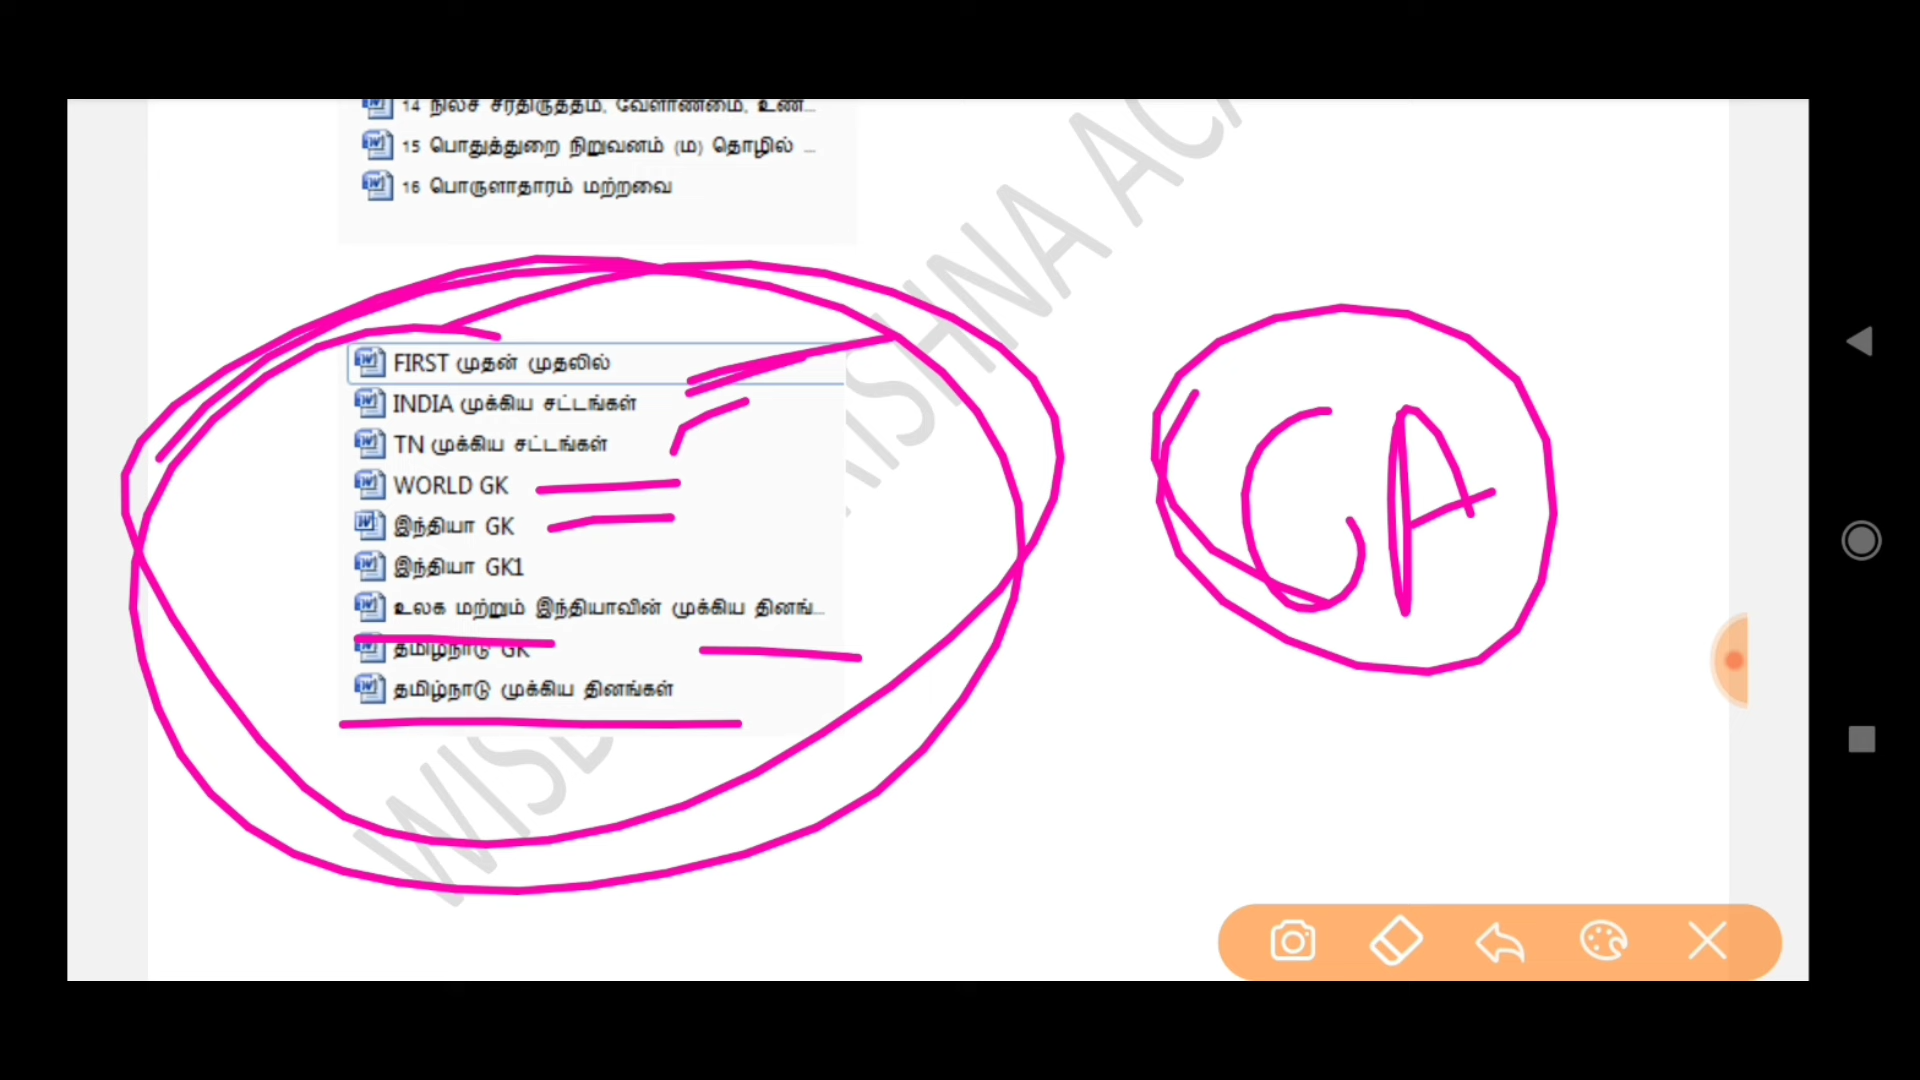 14 நிலச் சீர்திருத்தம், வேளாண்மை, உண...
15 பொதுத்துறை நிறுவனம் (ம) தொழில் ...
16 பொருளாதாரம் மற்றவை
FIRST முதன் முதலில்
INDIA முக்கிய சட்டங்கள்
TN முக்கிய சட்டங்கள்
WORLD GK
இந்தியா GK
இந்தியா GK1
உலக மற்றும் இந்தியாவின் முக்கிய தினங்...
தமிழ்நாடு GK
தமிழ்நாடு முக்கிய தினங்கள்
CA